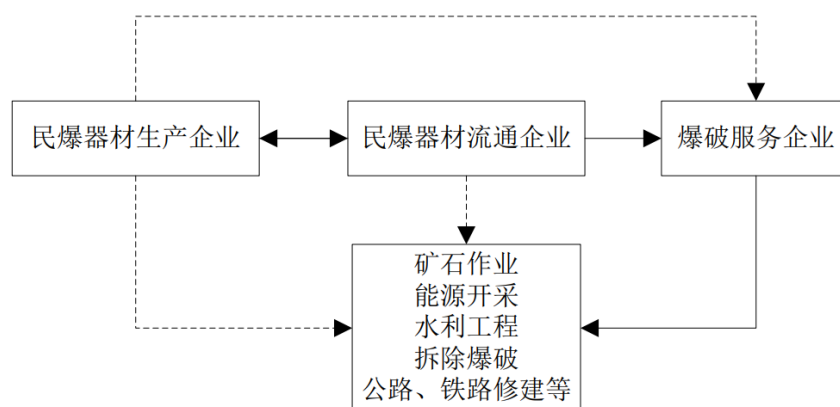 民爆器材生产企业
民爆器材流通企业
爆破服务企业
矿石作业
能源开采
水利工程
拆除爆破
公路、铁路修建等